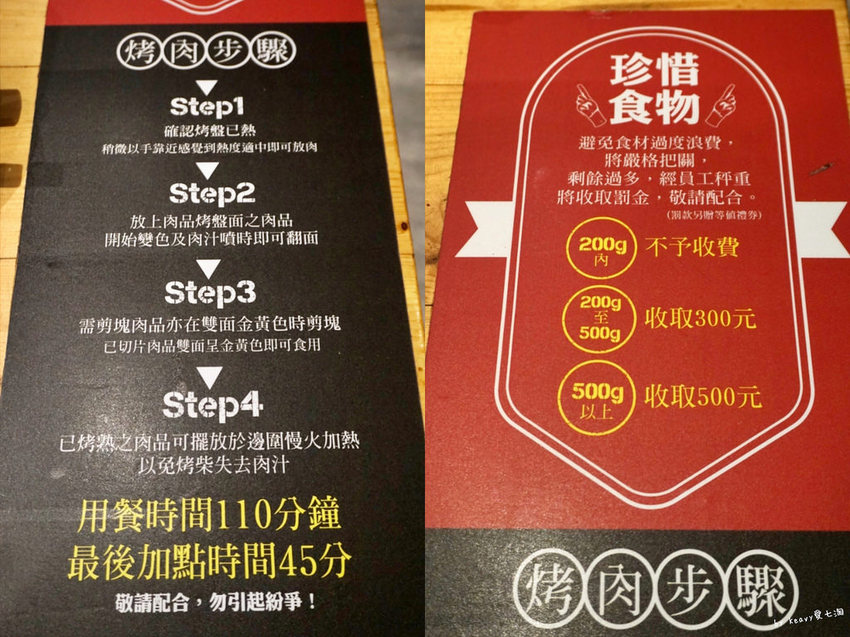 烤肉步驟
Step1
確認烤盤已熱
稍微以手靠近感覺到熱度適中即可放肉
Step2
放上肉品烤盤面之肉品
開始變色及肉汁噴時即可翻面
Step3
需剪塊肉品亦在雙面金黃色時剪塊
已切片肉品雙面呈金黃色即可食用
Step4
已烤熟之肉品可擺放於邊圍慢火加熱
以免烤柴失去肉汁
用餐時間110分鐘
最後加點時間45分
敬請配合，勿引起紛爭！
珍惜
食物
避免食材過度浪費，
將嚴格把關，
剩餘過多，經員工秤重
將收取罰金，敬請配合。
(罰款另贈等值禮券)
200g
內
不予收費
200g
至
500g
收取300元
500g
以上
收取500元
烤肉步驟
by Keavy愛七淘